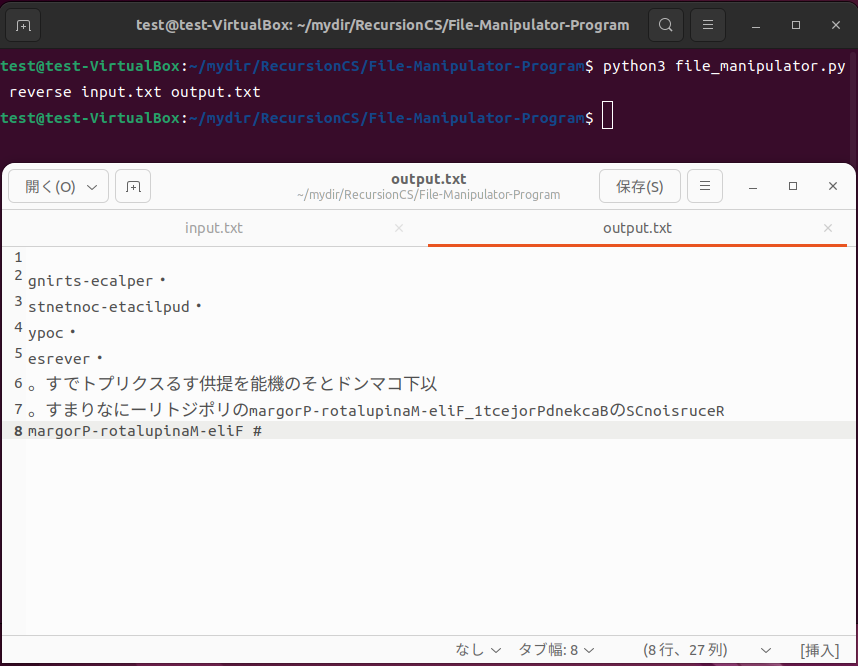 test@test-VirtualBox: ~/mydir/RecursionCS/File-Manipulator-Program
test@test-VirtualBox:~/mydir/RecursionCS/File-Manipulator-Program$ python3 file_manipulator.py
reverse input.txt output.txt
test@test-VirtualBox:~/mydir/RecursionCS/File-Manipulator-Program$
開く(O)
output.txt
~/mydir/RecursionCS/File-Manipulator-Program
保存(S)
input.txt
output.txt
1
2 gnirts-ecalper・
3 stnetnoc-etacilpud・
4 ypoc・
5 esrever・
6 。すでトプリクスるす供提を能機のそとドンマコ下以
7 。すまりなにーリトジポリのmargorP-rotalupinaM-eliF_1tcejorPdnekcaBのSCnoisruceR
8 margorP-rotalupinaM-eliF #
なし タブ幅: 8 (8 行、27 列) [挿入]